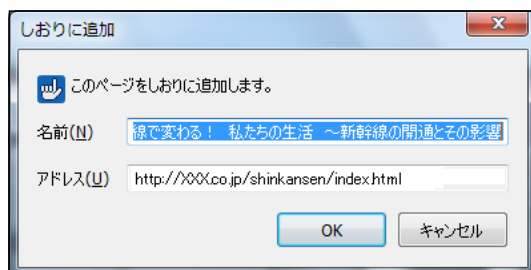 しおりに追加
このページをしおりに追加します。
名前(N) 線で変わる！ 私たちの生活 ～新幹線の開通とその影響
アドレス(U) http://XXX.co.jp/shinkansen/index.html
OK キャンセル